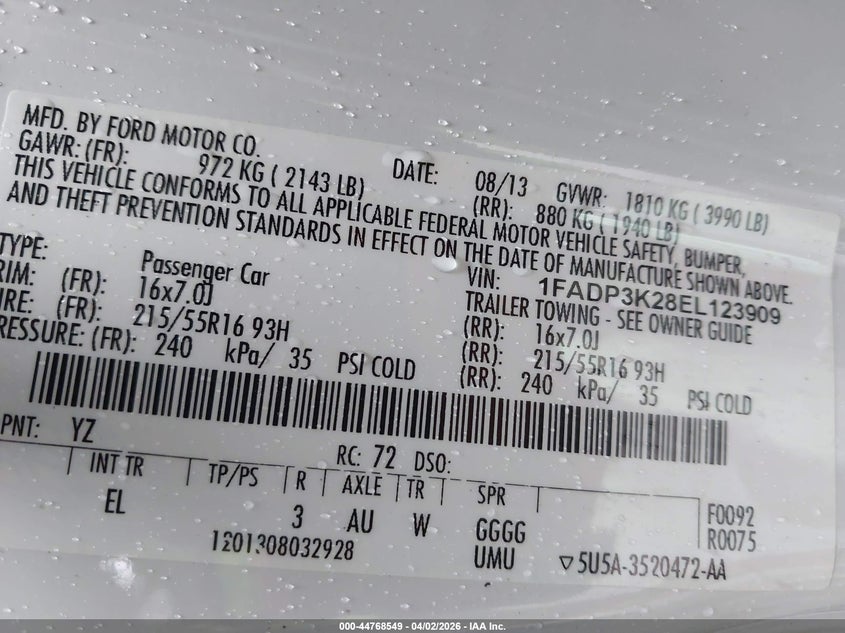 MFD. BY FORD MOTOR CO.
DATE: 08/13 GVWR: 1810 KG ( 3990 LB)
GAWR: (FR): 972 KG ( 2143 LB) (RR): 880 KG ( 1940 LB)
THIS VEHICLE CONFORMS TO ALL APPLICABLE FEDERAL MOTOR VEHICLE SAFETY, BUMPER,
AND THEFT PREVENTION STANDARDS IN EFFECT ON THE DATE OF MANUFACTURE SHOWN ABOVE.
VIN: 1FADP3K28EL123909
TYPE: Passenger Car TRAILER TOWING - SEE OWNER GUIDE
RIM: (FR): 16x7.0J (RR): 16x7.0J
IRE: (FR): 215/55R16 93H (RR): 215/55R16 93H
RESSURE: (FR): 240 kPa/ 35 PSI COLD (RR): 240 kPa/ 35 PSI COLD
PNT: YZ RC: 72 DSO:
INT TR TP/PS R AXLE TR SPR
EL 3 AU W GGGG F0092
UMU R0075
1201308032928 ▽5U5A-3520472-AA
000-44768549 - 04/02/2026 - IAA Inc.